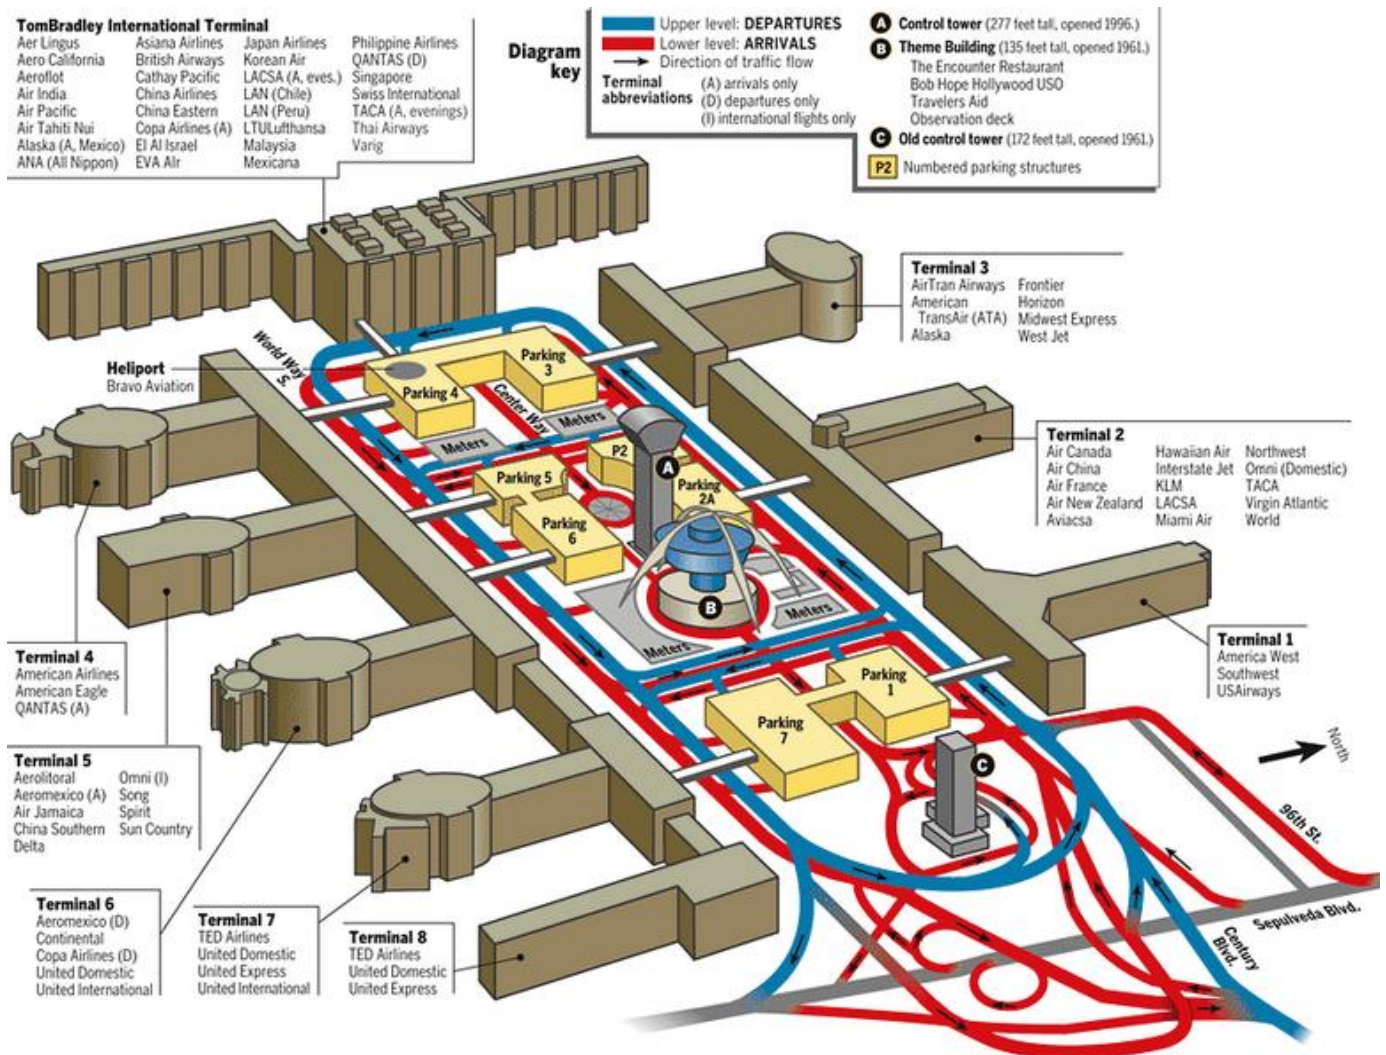 TomBradley International Terminal
Aer Lingus
Aero California
Aeroflot
Air India
Air Pacific
Air Tahiti Nui
Alaska (A, Mexico)
ANA (All Nippon)
Asiana Airlines
British Airways
Cathay Pacific
China Airlines
China Eastern
Copa Airlines (A)
El Al Israel
EVA AIr
Japan Airlines
Korean Air
LACSA (A, eves.)
LAN (Chile)
LAN (Peru)
LTULufthansa
Malaysia
Mexicana
Philippine Airlines
QANTAS (D)
Singapore
Swiss International
TACA (A, evenings)
Thai Airways
Varig
Diagram
key
Upper level: DEPARTURES
Lower level: ARRIVALS
Direction of traffic flow
Terminal
abbreviations
(A) arrivals only
(D) departures only
(I) international flights only
A Control tower (277 feet tall, opened 1996.)
B Theme Building (135 feet tall, opened 1961.)
The Encounter Restaurant
Bob Hope Hollywood USO
Travelers Aid
Observation deck
C Old control tower (172 feet tall, opened 1961.)
P2 Numbered parking structures
Terminal 3
AirTran Airways
American
TransAir (ATA)
Alaska
Frontier
Horizon
Midwest Express
West Jet
World Way
S.
Heliport
Bravo Aviation
Parking
3
Parking 4
Center Way
Meters
Meters
P2
A
Parking 5
Parking
2A
Parking
6
B
Meters
Meters
Terminal 2
Air Canada
Air China
Air France
Air New Zealand
Aviacsa
Hawaiian Air
Interstate Jet
KLM
LACSA
Miami Air
Northwest
Omni (Domestic)
TACA
Virgin Atlantic
World
Terminal 1
America West
Southwest
USAirways
Parking
1
Parking
7
C
North
96th St.
Sepulveda Blvd.
Century
Blvd.
Terminal 4
American Airlines
American Eagle
QANTAS (A)
Terminal 5
Aerolitoral
Aeromexico (A)
Air Jamaica
China Southern
Delta
Omni (I)
Song
Spirit
Sun Country
Terminal 6
Aeromexico (D)
Continental
Copa Airlines (D)
United Domestic
United International
Terminal 7
TED Airlines
United Domestic
United Express
United International
Terminal 8
TED Airlines
United Domestic
United Express